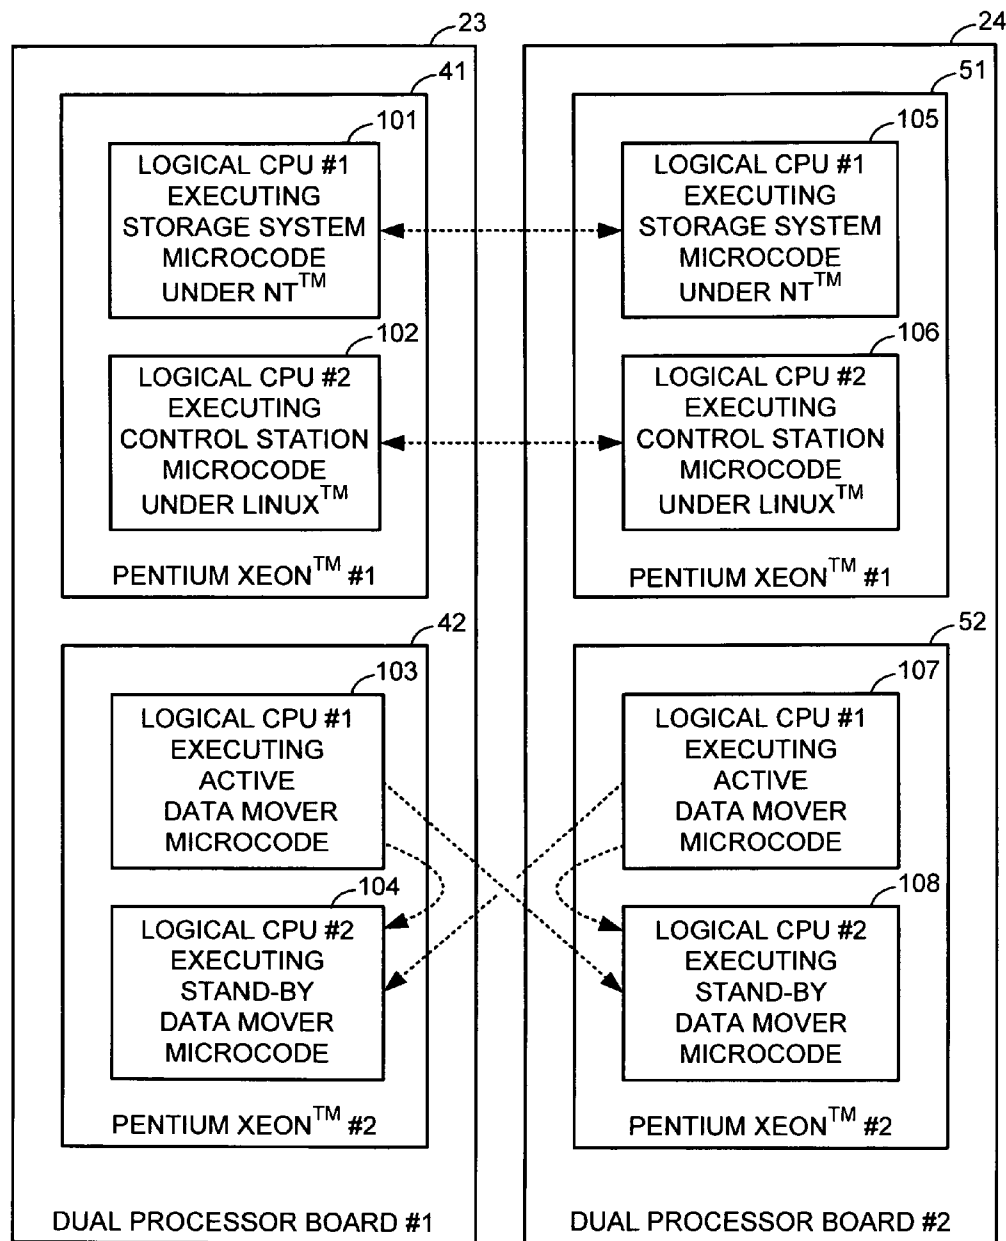 23
41
101
LOGICAL CPU #1
EXECUTING
STORAGE SYSTEM
MICROCODE
UNDER NT™
102
LOGICAL CPU #2
EXECUTING
CONTROL STATION
MICROCODE
UNDER LINUX™
PENTIUM XEON™ #1
42
103
LOGICAL CPU #1
EXECUTING
ACTIVE
DATA MOVER
MICROCODE
104
LOGICAL CPU #2
EXECUTING
STAND-BY
DATA MOVER
MICROCODE
PENTIUM XEON™ #2
DUAL PROCESSOR BOARD #1
24
51
105
LOGICAL CPU #1
EXECUTING
STORAGE SYSTEM
MICROCODE
UNDER NT™
106
LOGICAL CPU #2
EXECUTING
CONTROL STATION
MICROCODE
UNDER LINUX™
PENTIUM XEON™ #1
52
107
LOGICAL CPU #1
EXECUTING
ACTIVE
DATA MOVER
MICROCODE
108
LOGICAL CPU #2
EXECUTING
STAND-BY
DATA MOVER
MICROCODE
PENTIUM XEON™ #2
DUAL PROCESSOR BOARD #2